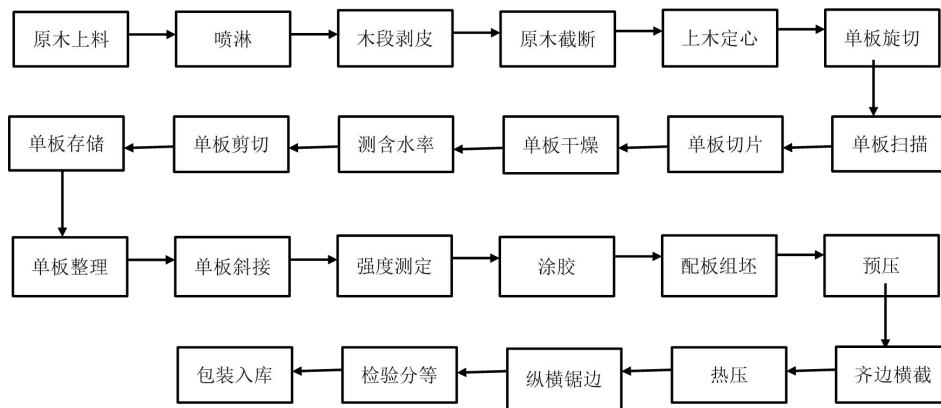 原木上料
喷淋
木段剥皮
原木截断
上木定心
单板旋切
单板扫描
单板切片
单板干燥
测含水率
单板剪切
单板存储
单板整理
单板斜接
强度测定
涂胶
配板组坯
预压
齐边横截
热压
纵横锯边
检验分等
包装入库